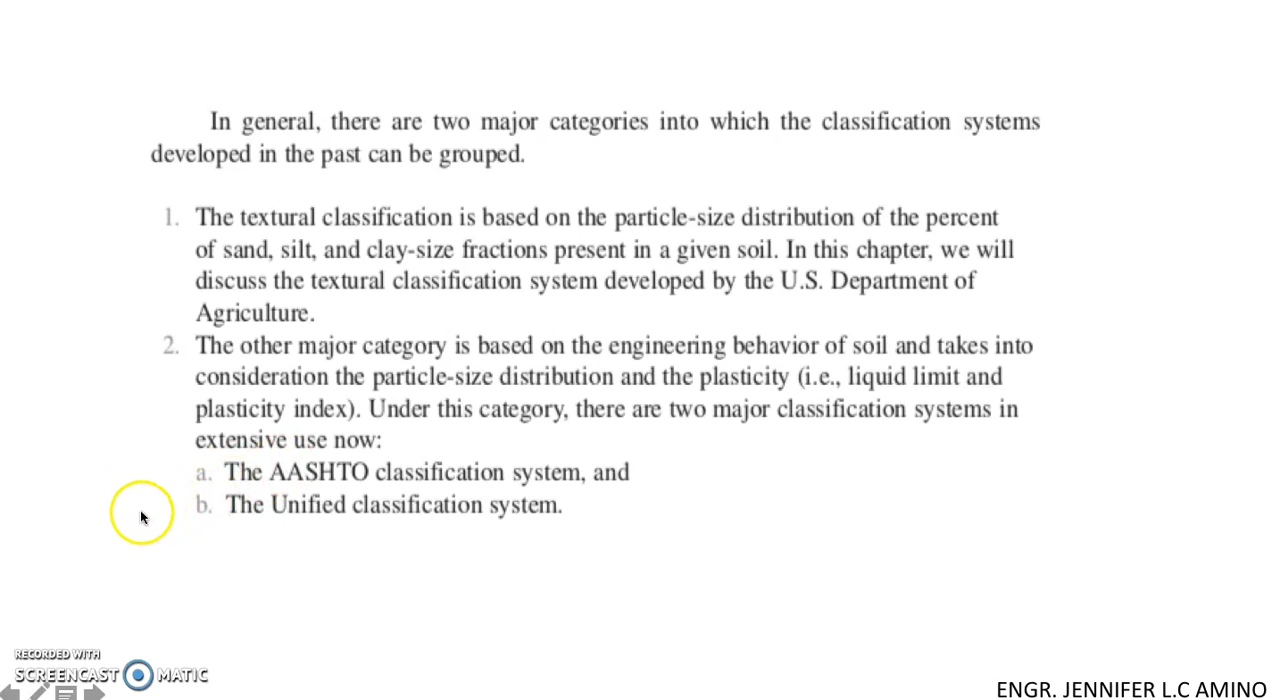 In general, there are two major categories into which the classification systems
developed in the past can be grouped.
1. The textural classification is based on the particle-size distribution of the percent
of sand, silt, and clay-size fractions present in a given soil. In this chapter, we will
discuss the textural classification system developed by the U.S. Department of
Agriculture.
2. The other major category is based on the engineering behavior of soil and takes into
consideration the particle-size distribution and the plasticity (i.e., liquid limit and
plasticity index). Under this category, there are two major classification systems in
extensive use now:
a. The AASHTO classification system, and
b. The Unified classification system.
RECORDED WITH
SCREENCAST MATIC
ENGR. JENNIFER L.C AMINO